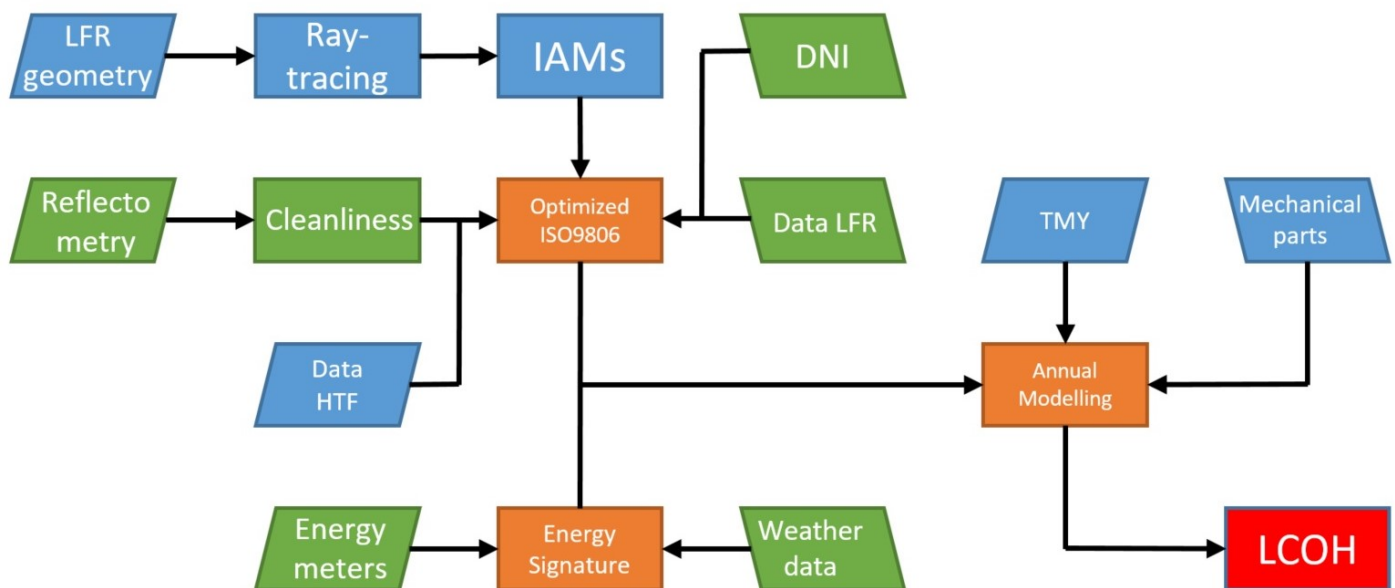 LFR
geometry
Ray-
tracing
IAMs
DNI
Reflecto
metry
Cleanliness
Optimized
ISO9806
Data LFR
TMY
Mechanical
parts
Data
HTF
Annual
Modelling
Energy
meters
Energy
Signature
Weather
data
LCOH